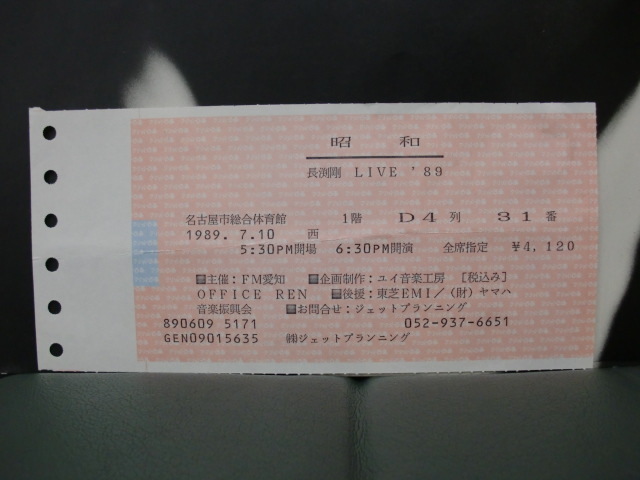 昭 和
長渕剛 LIVE '89
名古屋市総合体育館 1階 D4列 31番
1989. 7.10 西
5:30PM開場 6:30PM開演 全席指定 ¥4,120
■主催:FM愛知 ■企画制作:ユイ音楽工房 [税込み]
OFFICE REN ■後援:東芝EMI/(財)ヤマハ
音楽振興会 ■お問合せ:ジェットプランニング
890609 5171 052-937-6651
GEN09015635 ㈱ジェットプランニング